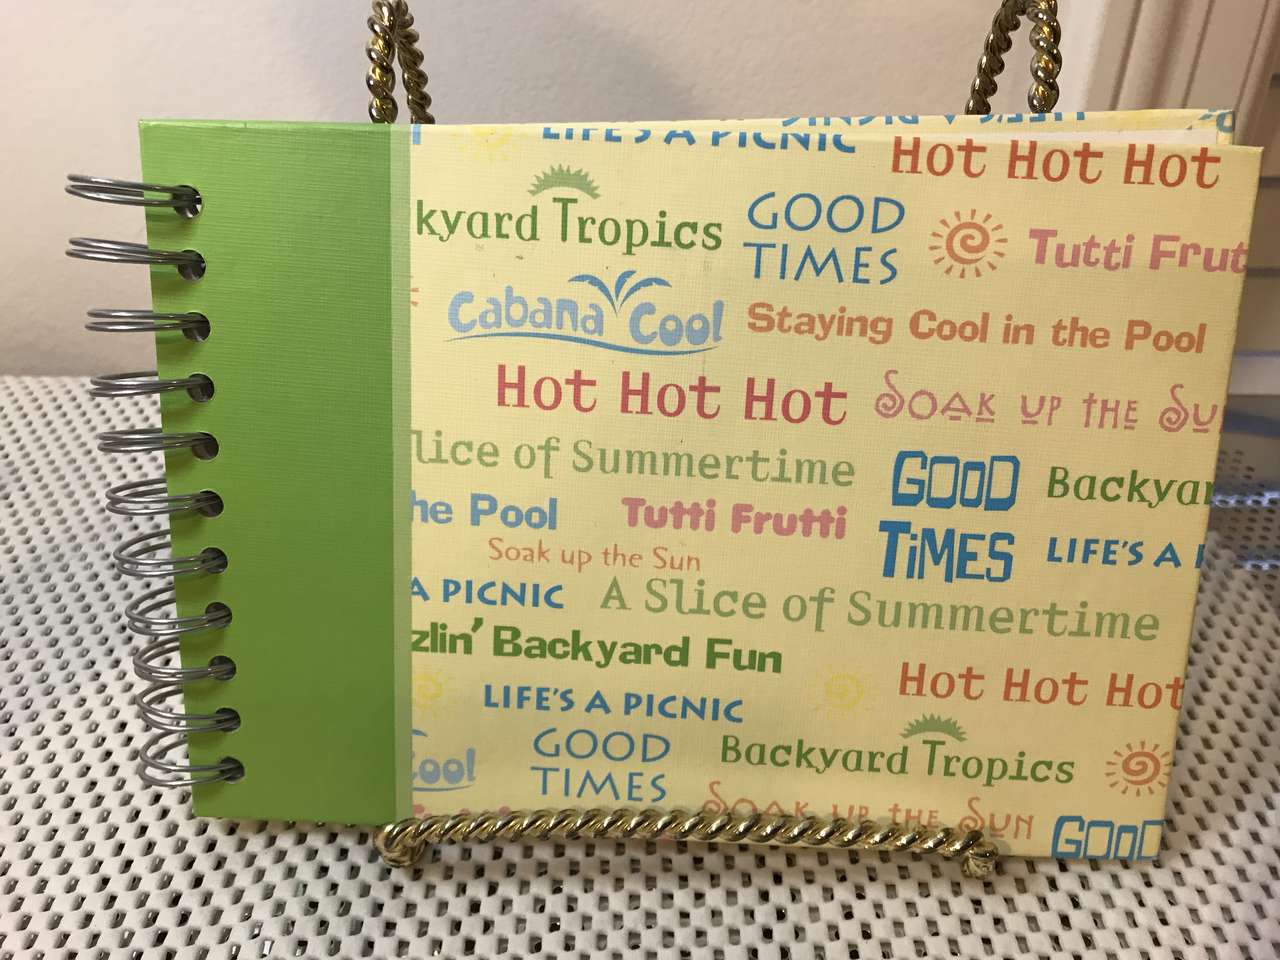 LIFE'S A PICNIC
Hot Hot Hot
kyard Tropics
GOOD
TIMES
Tutti Frut
Cabana Cool
Staying Cool in the Pool
Hot Hot Hot
SOAK UP THE SU
lice of Summertime
GOOD
TiMES
Backyar
he Pool
Tutti Frutti
Soak up the Sun
LIFE'S A P
A PICNIC
A Slice of Summertime
zlin' Backyard Fun
Hot Hot Hot
LIFE'S A PICNIC
GOOD
TIMES
Backyard Tropics
Cool
SOAK UP THE SUN
GOOD